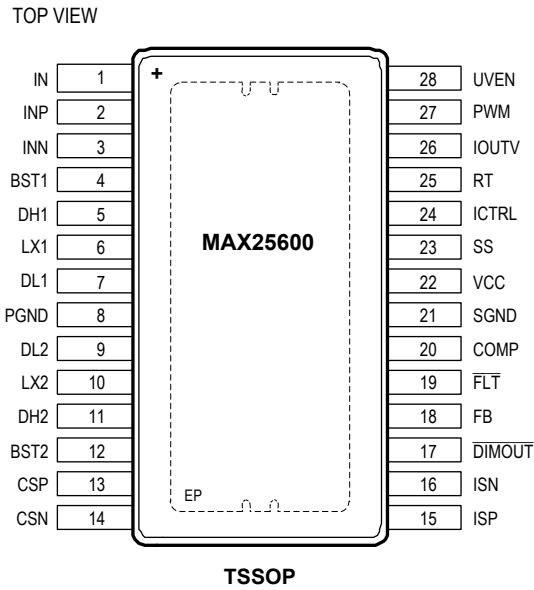 TOP VIEW
IN 1 + 28 UVEN
INP 2 27 PWM
INN 3 26 IOUTV
BST1 4 25 RT
DH1 5 24 ICTRL
LX1 6 MAX25600 23 SS
DL1 7 22 VCC
PGND 8 21 SGND
DL2 9 20 COMP
LX2 10 19 F̅L̅T̅
DH2 11 18 FB
BST2 12 17 D̅I̅M̅O̅U̅T̅
CSP 13 16 ISN
EP
CSN 14 15 ISP
TSSOP